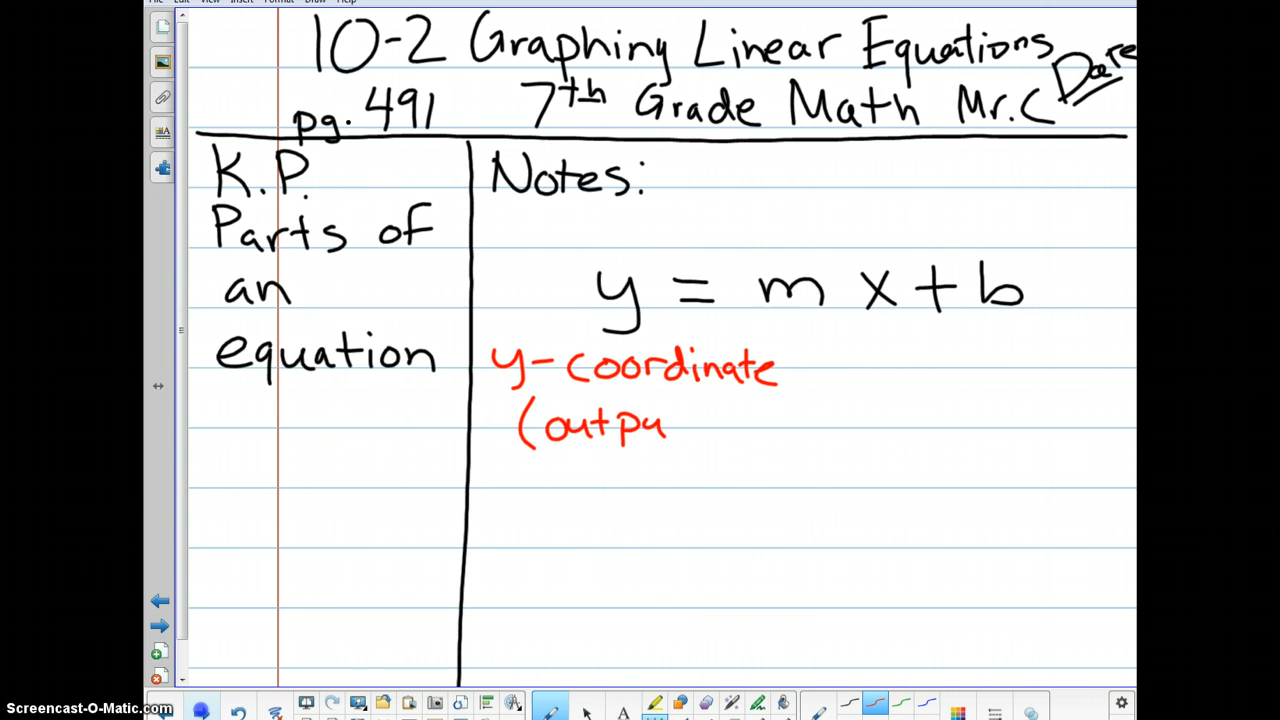 10-2 Graphing Linear Equations
Date
pg. 491 7th Grade Math Mr. C
K.P.
Parts of
an
equation
Notes:
y = m x + b
y-coordinate
(outpu
Screencast-O-Matic.com